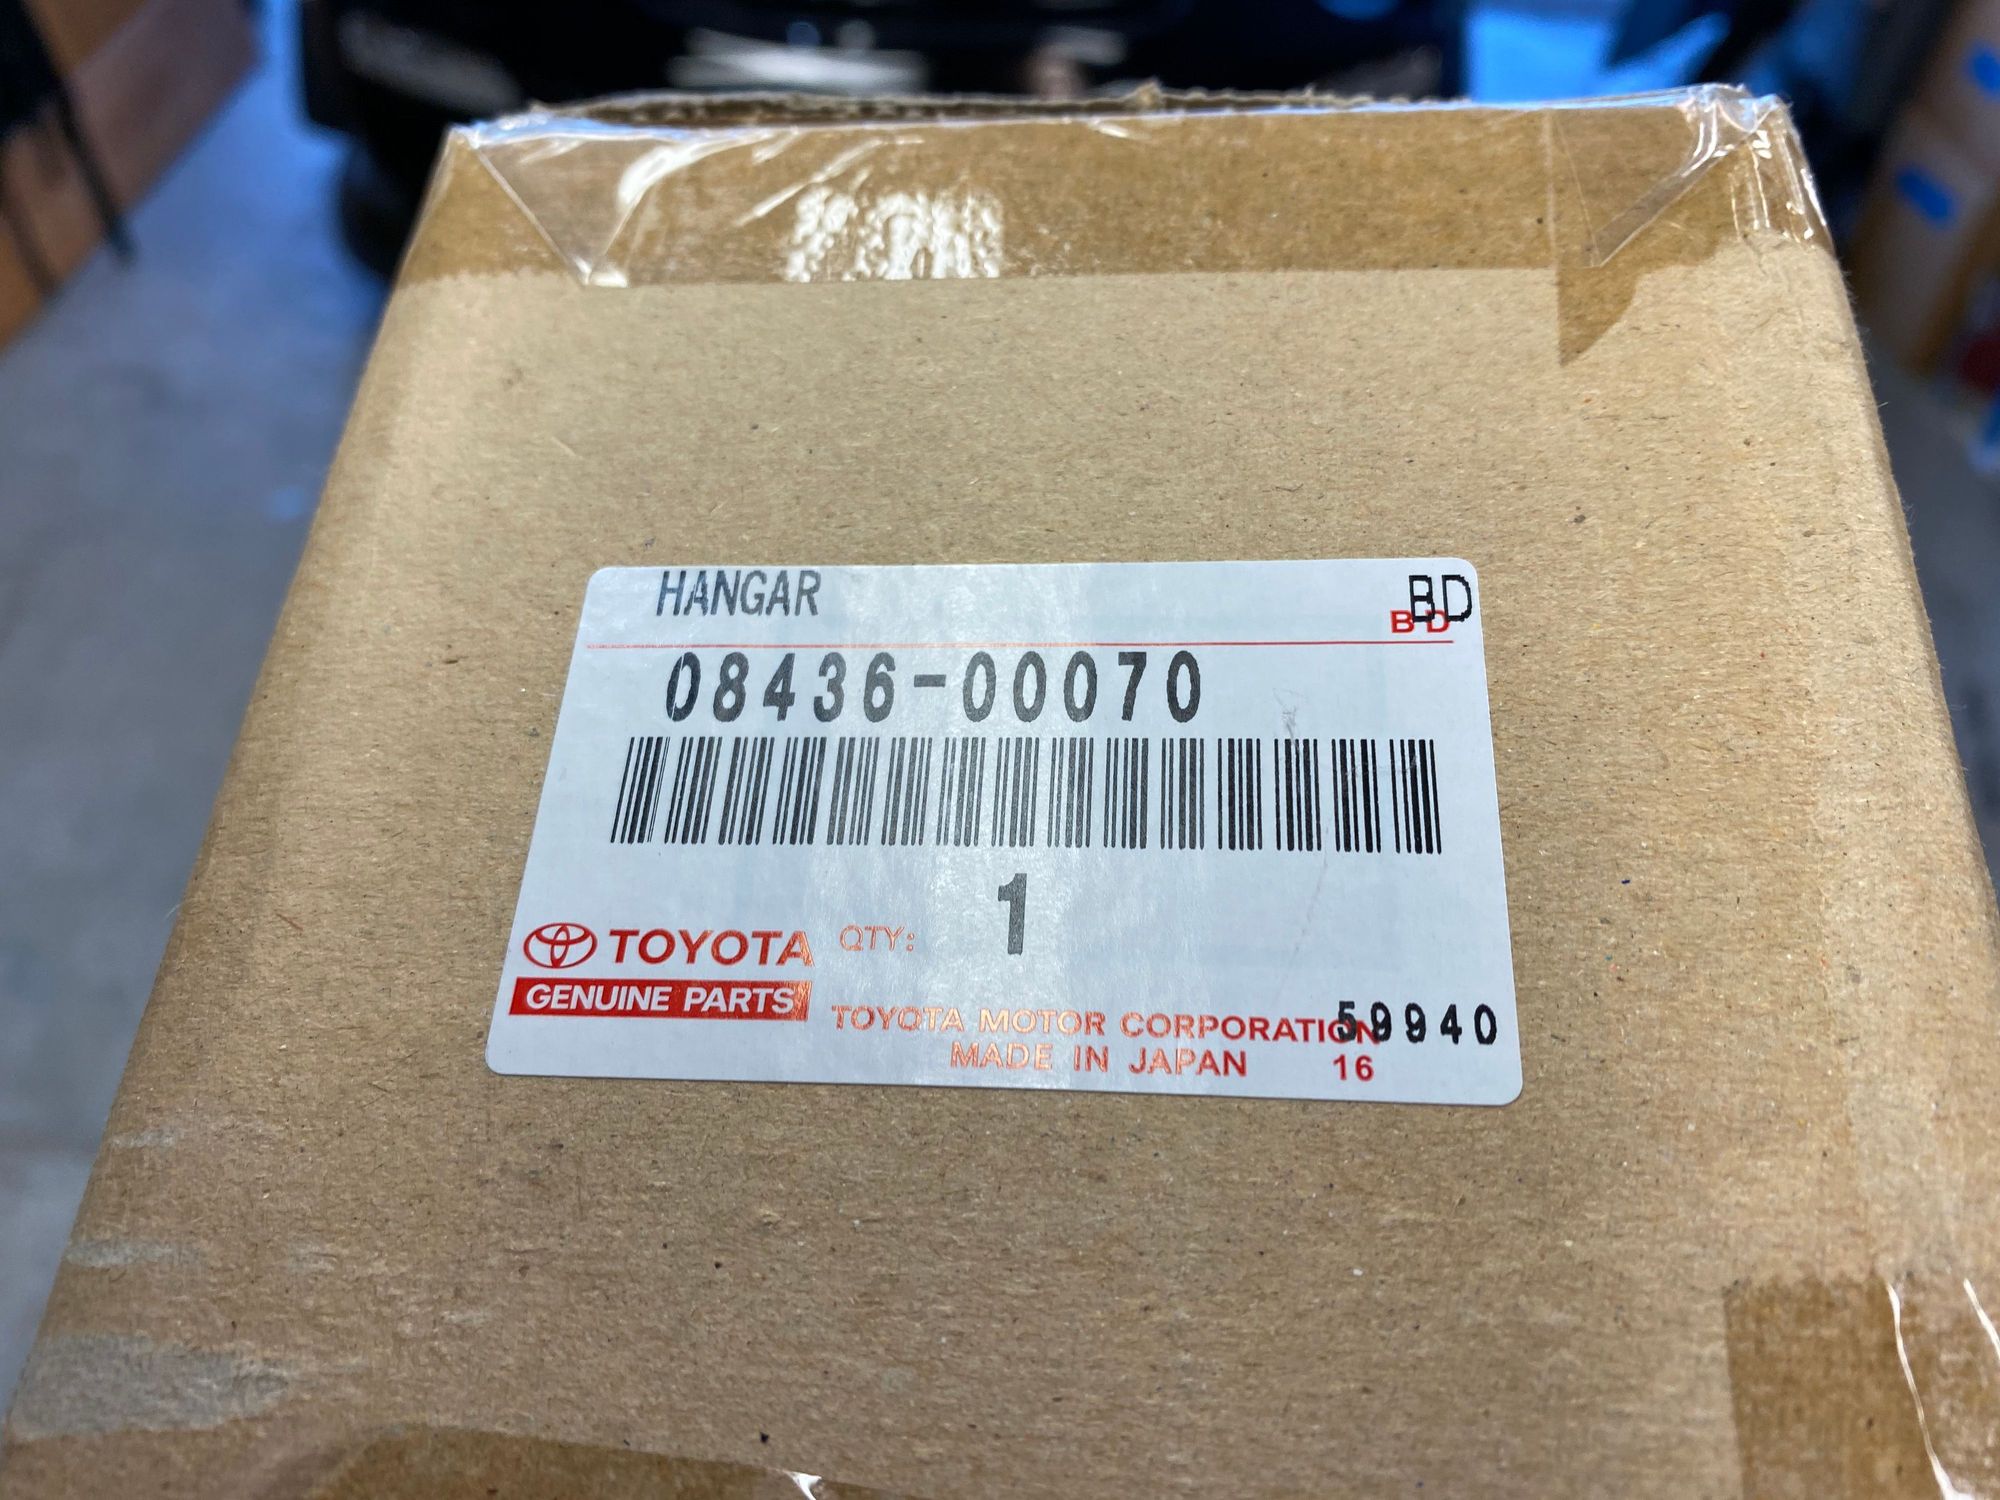 HANGAR BD
BD
08436-00070
1
TOYOTA QTY:
GENUINE PARTS
TOYOTA MOTOR CORPORATION 59940
MADE IN JAPAN 16